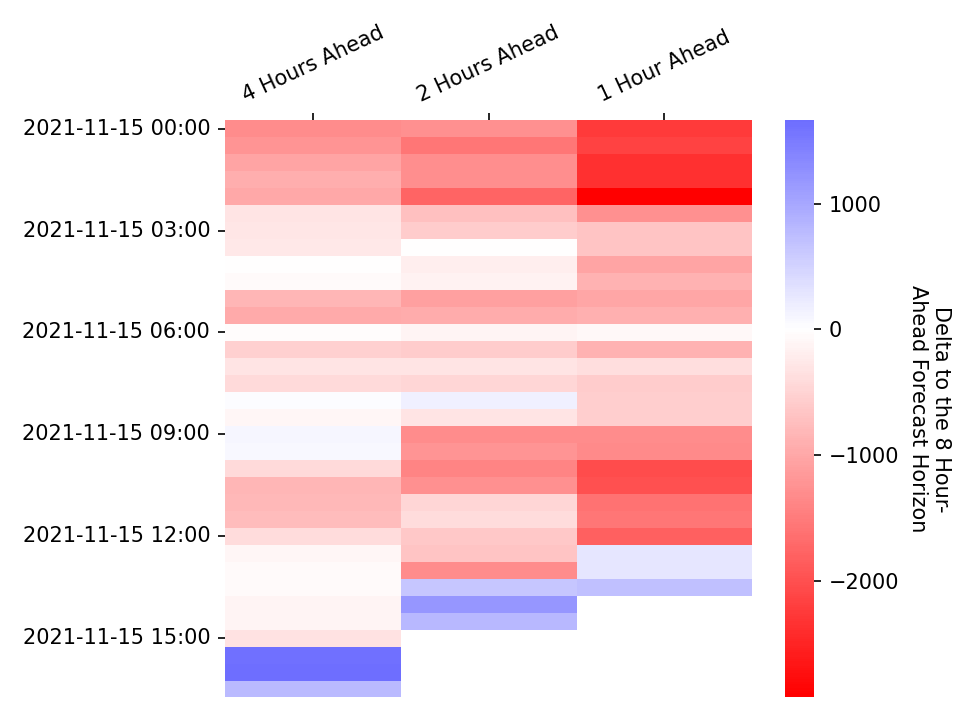 4 Hours Ahead
2 Hours Ahead
1 Hour Ahead
2021-11-15 00:00
2021-11-15 03:00
2021-11-15 06:00
2021-11-15 09:00
2021-11-15 12:00
2021-11-15 15:00
1000
0
−1000
−2000
Delta to the 8 Hour-
Ahead Forecast Horizon